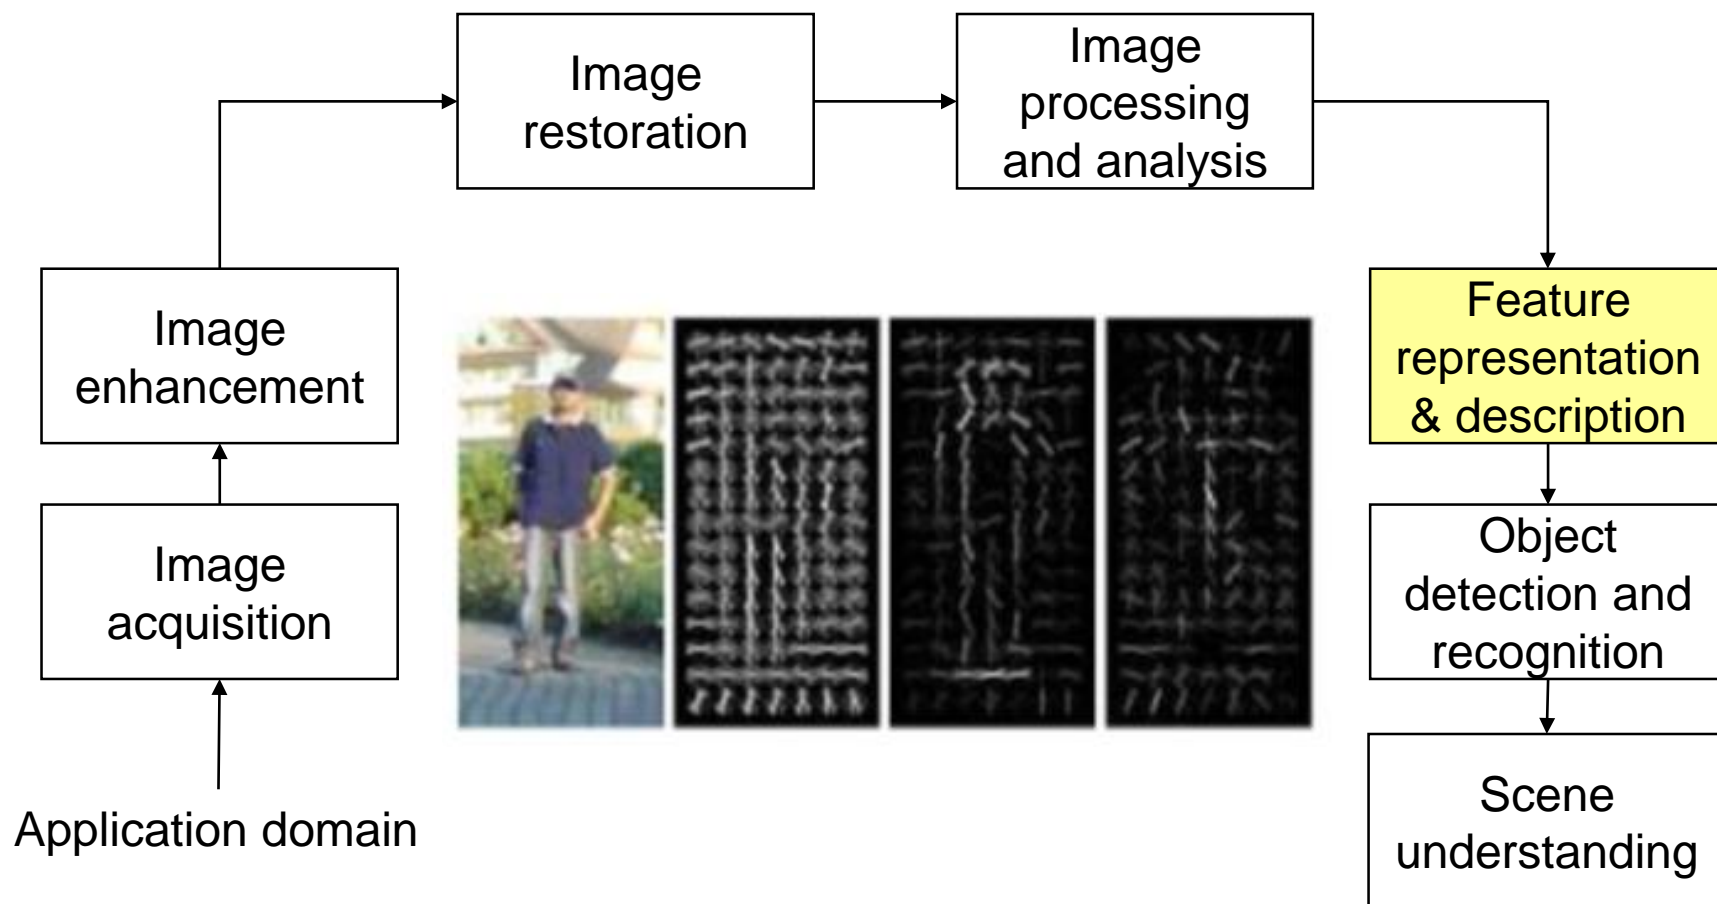 Image
restoration
Image
processing
and analysis
Image
enhancement
Feature
representation
& description
Image
acquisition
Object
detection and
recognition
Application domain
Scene
understanding